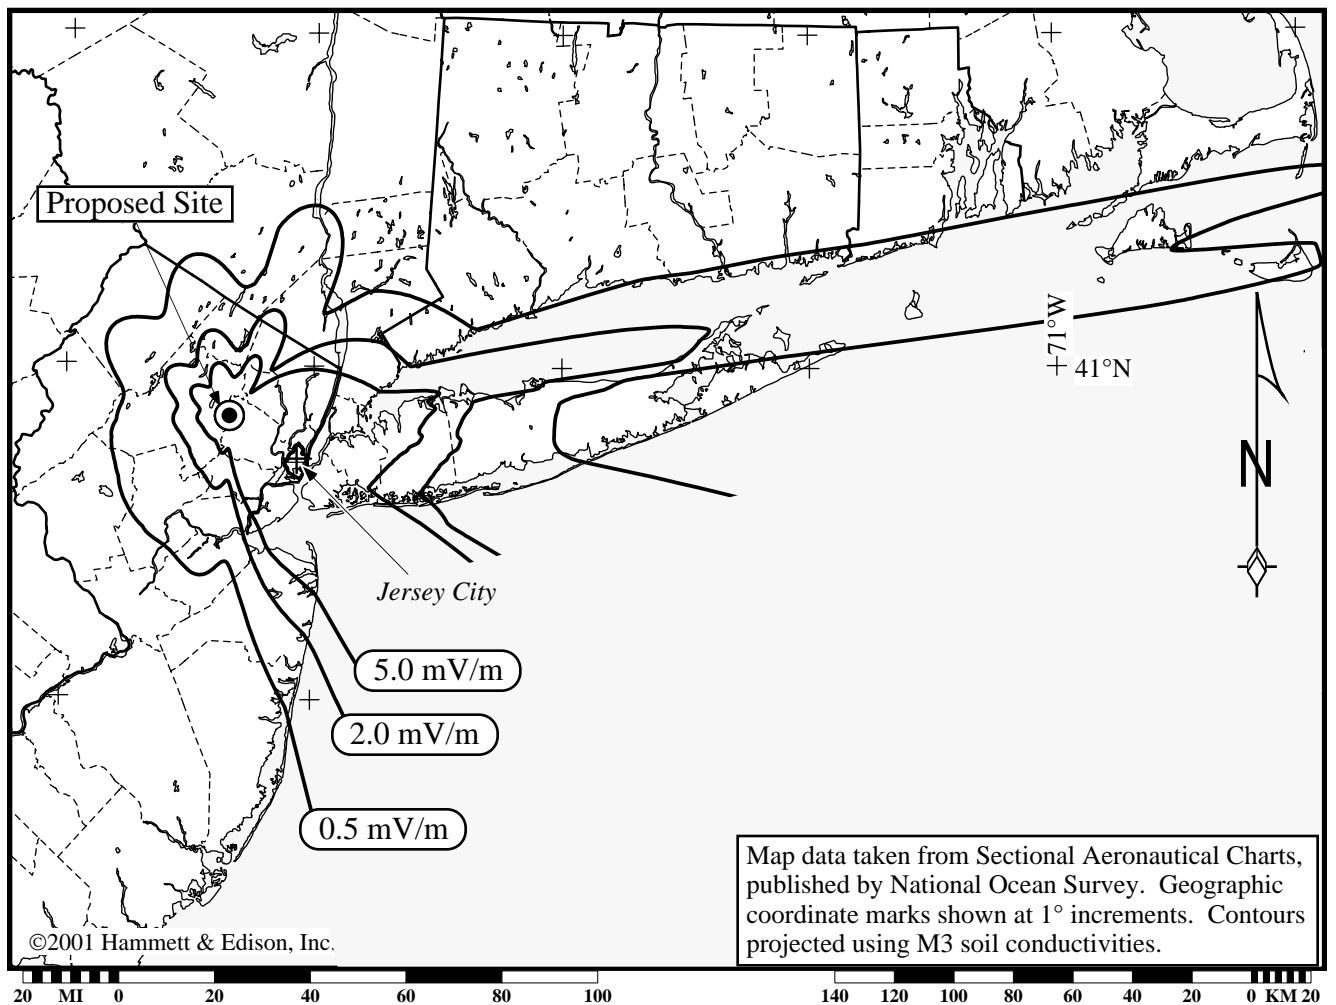 Proposed Site
71°W
41°N
N
Jersey City
5.0 mV/m
2.0 mV/m
0.5 mV/m
Map data taken from Sectional Aeronautical Charts,
published by National Ocean Survey.  Geographic
coordinate marks shown at 1° increments.  Contours
projected using M3 soil conductivities.
©2001 Hammett & Edison, Inc.
20 MI 0 20 40 60 80 100
140 120 100 80 60 40 20 0 KM 20